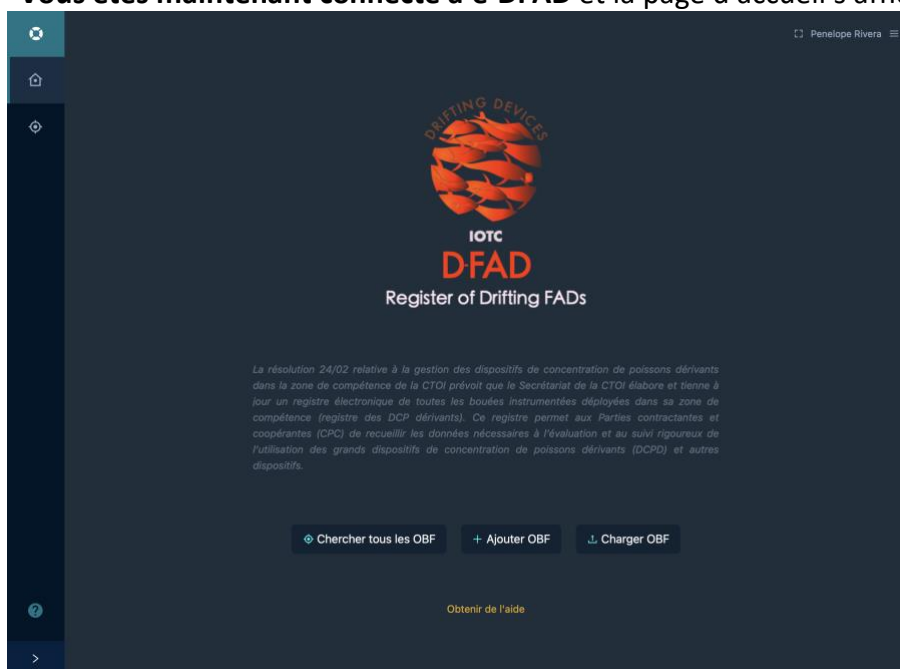 Vous êtes maintenant connecté à e-DFAD et la page d'accueil
Penelope Rivera
DRIFTING DEVICES
IOTC
D-FAD
Register of Drifting FADs
La résolution 24/02 relative à la gestion des dispositifs de concentration de poissons dérivants
dans la zone de compétence de la CTOI prévoit que le Secrétariat de la CTOI élabore et tienne à
jour un registre électronique de toutes les bouées instrumentées déployées dans sa zone de
compétence (registre des DCP dérivants). Ce registre permet aux Parties contractantes et
coopérantes (CPC) de recueillir les données nécessaires à l'évaluation et au suivi rigoureux de
l'utilisation des grands dispositifs de concentration de poissons dérivants (DCPD) et autres
dispositifs.
Chercher tous les OBF
+ Ajouter OBF
Charger OBF
Obtenir de l'aide